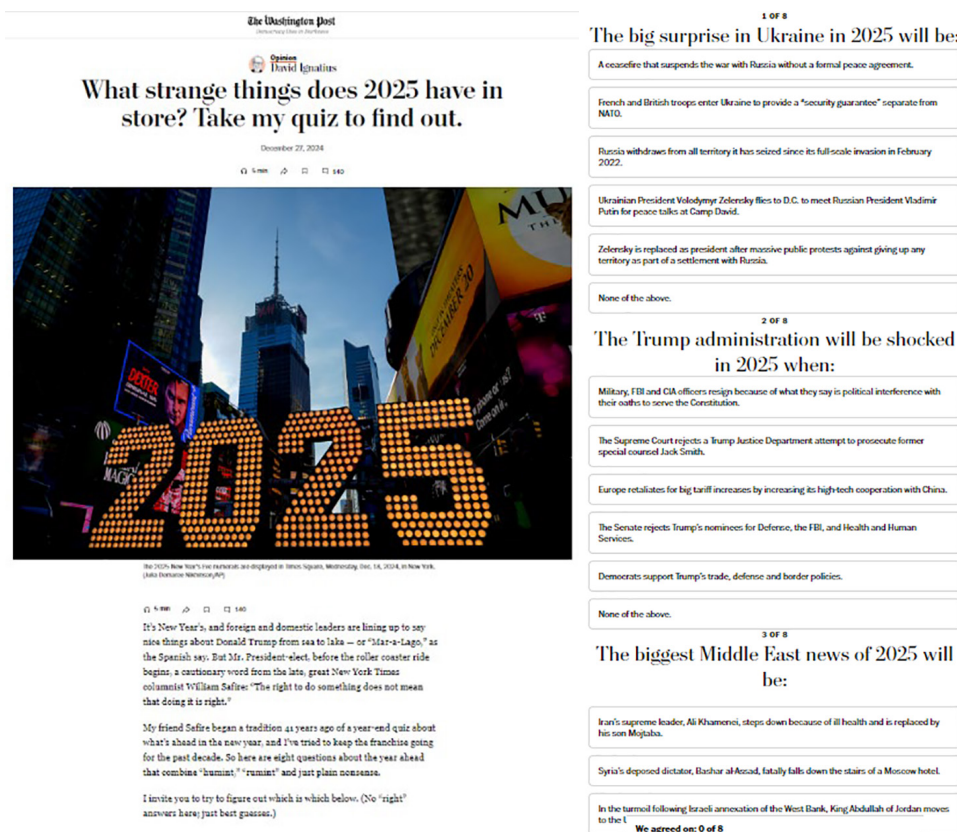 The Washington Post
Democracy Dies in Darkness
Opinion
David Ignatius
What strange things does 2025 have in
store? Take my quiz to find out.
December 27, 2024
5 min
140
MU
TH
IN THEATERS
DECEMBER 20
T
DEXTER
MAGIC
phone or
Come on
is?
2025
The 2025 New Year's Eve numerals are displayed in Times Square, Wednesday, Dec. 18, 2024, in New York.
(Julia Demaree Nikhinson/AP)
5 min
140
It's New Year's, and foreign and domestic leaders are lining up to say
nice things about Donald Trump from sea to lake — or "Mar-a-Lago," as
the Spanish say. But Mr. President-elect, before the roller coaster ride
begins, a cautionary word from the late, great New York Times
columnist William Safire: "The right to do something does not mean
that doing it is right."
My friend Safire began a tradition 41 years ago of a year-end quiz about
what's ahead in the new year, and I've tried to keep the franchise going
for the past decade. So here are eight questions about the year ahead
that combine "humint," "rumint" and just plain nonsense.
I invite you to try to figure out which is which below. (No "right"
answers here; just best guesses.)
1 OF 8
The big surprise in Ukraine in 2025 will be:
A ceasefire that suspends the war with Russia without a formal peace agreement.
French and British troops enter Ukraine to provide a "security guarantee" separate from
NATO.
Russia withdraws from all territory it has seized since its full-scale invasion in February
2022.
Ukrainian President Volodymyr Zelensky flies to D.C. to meet Russian President Vladimir
Putin for peace talks at Camp David.
Zelensky is replaced as president after massive public protests against giving up any
territory as part of a settlement with Russia.
None of the above.
2 OF 8
The Trump administration will be shocked
in 2025 when:
Military, FBI and CIA officers resign because of what they say is political interference with
their oaths to serve the Constitution.
The Supreme Court rejects a Trump Justice Department attempt to prosecute former
special counsel Jack Smith.
Europe retaliates for big tariff increases by increasing its high-tech cooperation with China.
The Senate rejects Trump's nominees for Defense, the FBI, and Health and Human
Services.
Democrats support Trump's trade, defense and border policies.
None of the above.
3 OF 8
The biggest Middle East news of 2025 will
be:
Iran's supreme leader, Ali Khamenei, steps down because of ill health and is replaced by
his son Mojtaba.
Syria's deposed dictator, Bashar al-Assad, fatally falls down the stairs of a Moscow hotel.
In the turmoil following Israeli annexation of the West Bank, King Abdullah of Jordan moves
to the
We agreed on: 0 of 8